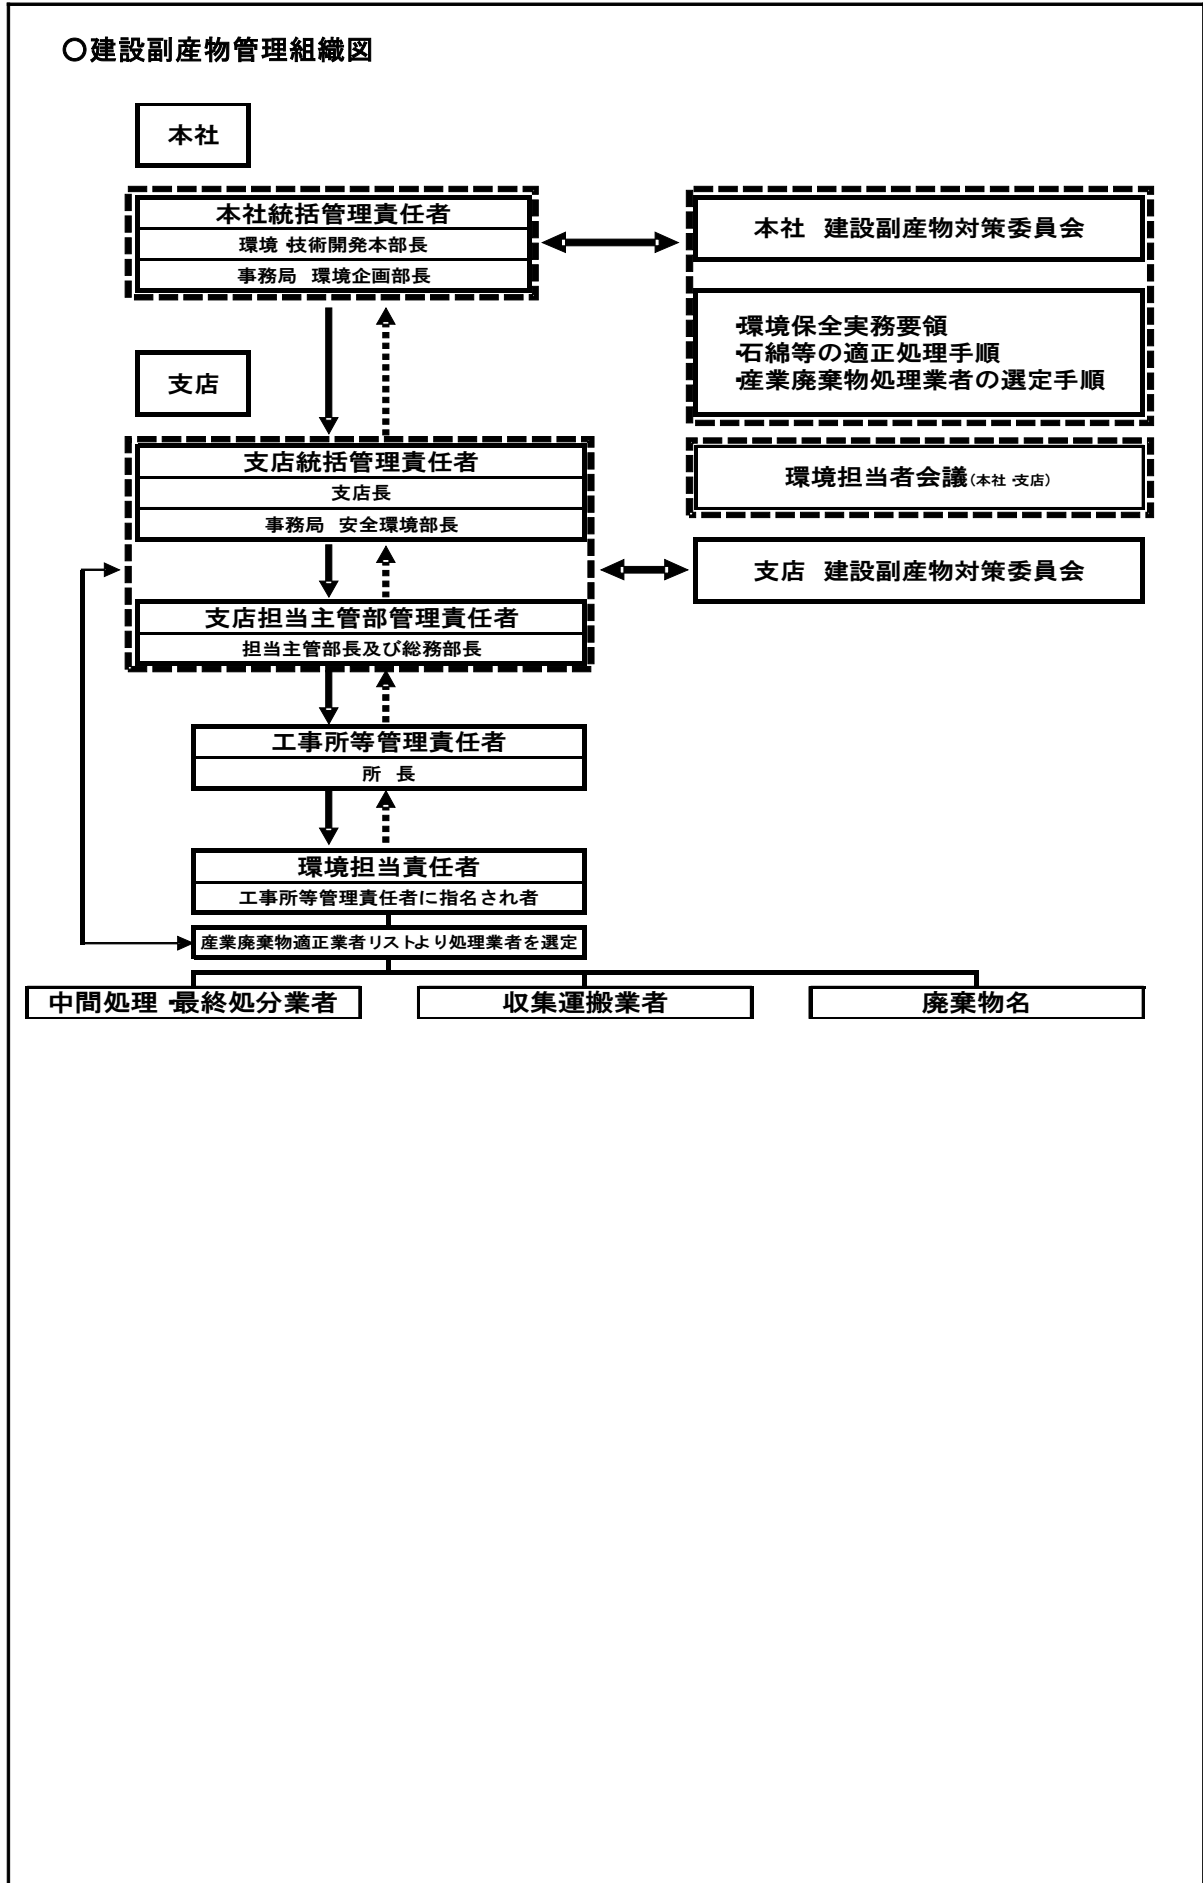 ○建設副産物管理組織図
本社
本社統括管理責任者
環境・技術開発本部長
事務局 環境企画部長
本社 建設副産物対策委員会
・環境保全実務要領
・石綿等の適正処理手順
・産業廃棄物処理業者の選定手順
支店
支店統括管理責任者
支店長
事務局 安全環境部長
環境担当者会議(本社・支店)
支店 建設副産物対策委員会
支店担当主管部管理責任者
担当主管部長及び総務部長
工事所等管理責任者
所 長
環境担当責任者
工事所等管理責任者に指名され者
産業廃棄物適正業者リストより処理業者を選定
中間処理・最終処分業者
収集運搬業者
廃棄物名